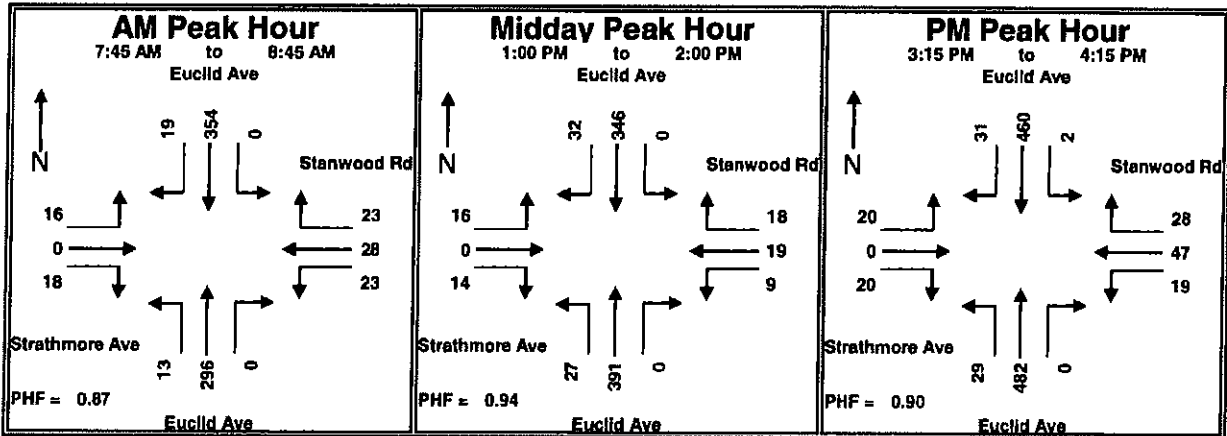 AM Peak Hour
7:45 AM to 8:45 AM
Euclid Ave
19 354 0
N
Stanwood Rd
16 23
0 28
18 23
Strathmore Ave
13 296 0
PHF = 0.87
Euclid Ave
Midday Peak Hour
1:00 PM to 2:00 PM
Euclid Ave
32 346 0
N
16 18
0 19
14 9
Strathmore Ave
27 391 0
PHF = 0.94
Euclid Ave
PM Peak Hour
3:15 PM to 4:15 PM
Euclid Ave
31 460 2
N
Stanwood Rd
20 28
0 47
20 19
Strathmore Ave
29 482 0
PHF = 0.90
Euclid Ave